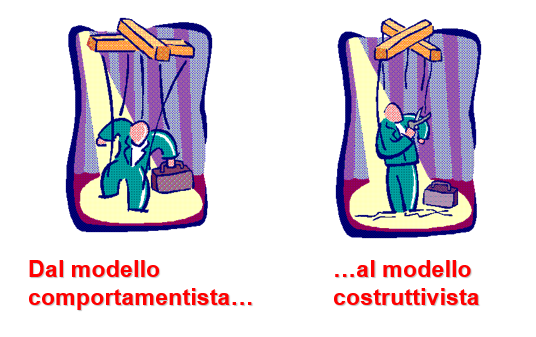 Dal modello
comportamentista…
…al modello
costruttivista